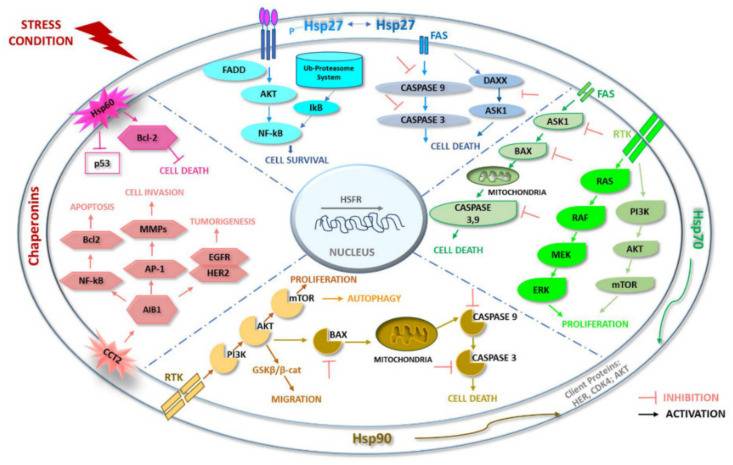 STRESS
CONDITION
P
Hsp27
Hsp27
FADD
AKT
NF-kB
Ub-Proteasome
System
IkB
CELL SURVIVAL
FAS
CASPASE 9
CASPASE 3
DAXX
ASK1
CELL DEATH
FAS
RTK
ASK1
BAX
MITOCHONDRIA
CASPASE
3,9
CELL DEATH
RAS
RAF
MEK
ERK
PI3K
AKT
mTOR
PROLIFERATION
Hsp70
Hsp60
Bcl-2
p53
CELL DEATH
Chaperonins
CELL INVASION
APOPTOSIS
TUMORIGENESIS
MMPs
Bcl2
EGFR
HER2
AP-1
NF-kB
AIB1
CCT2
HSFR
NUCLEUS
PROLIFERATION
mTOR
AUTOPHAGY
AKT
PI3K
RTK
GSKβ/β-cat
MIGRATION
BAX
MITOCHONDRIA
CASPASE 9
CASPASE 3
CELL DEATH
Hsp90
Client Proteins:
HER, CDK4; AKT
INHIBITION
ACTIVATION